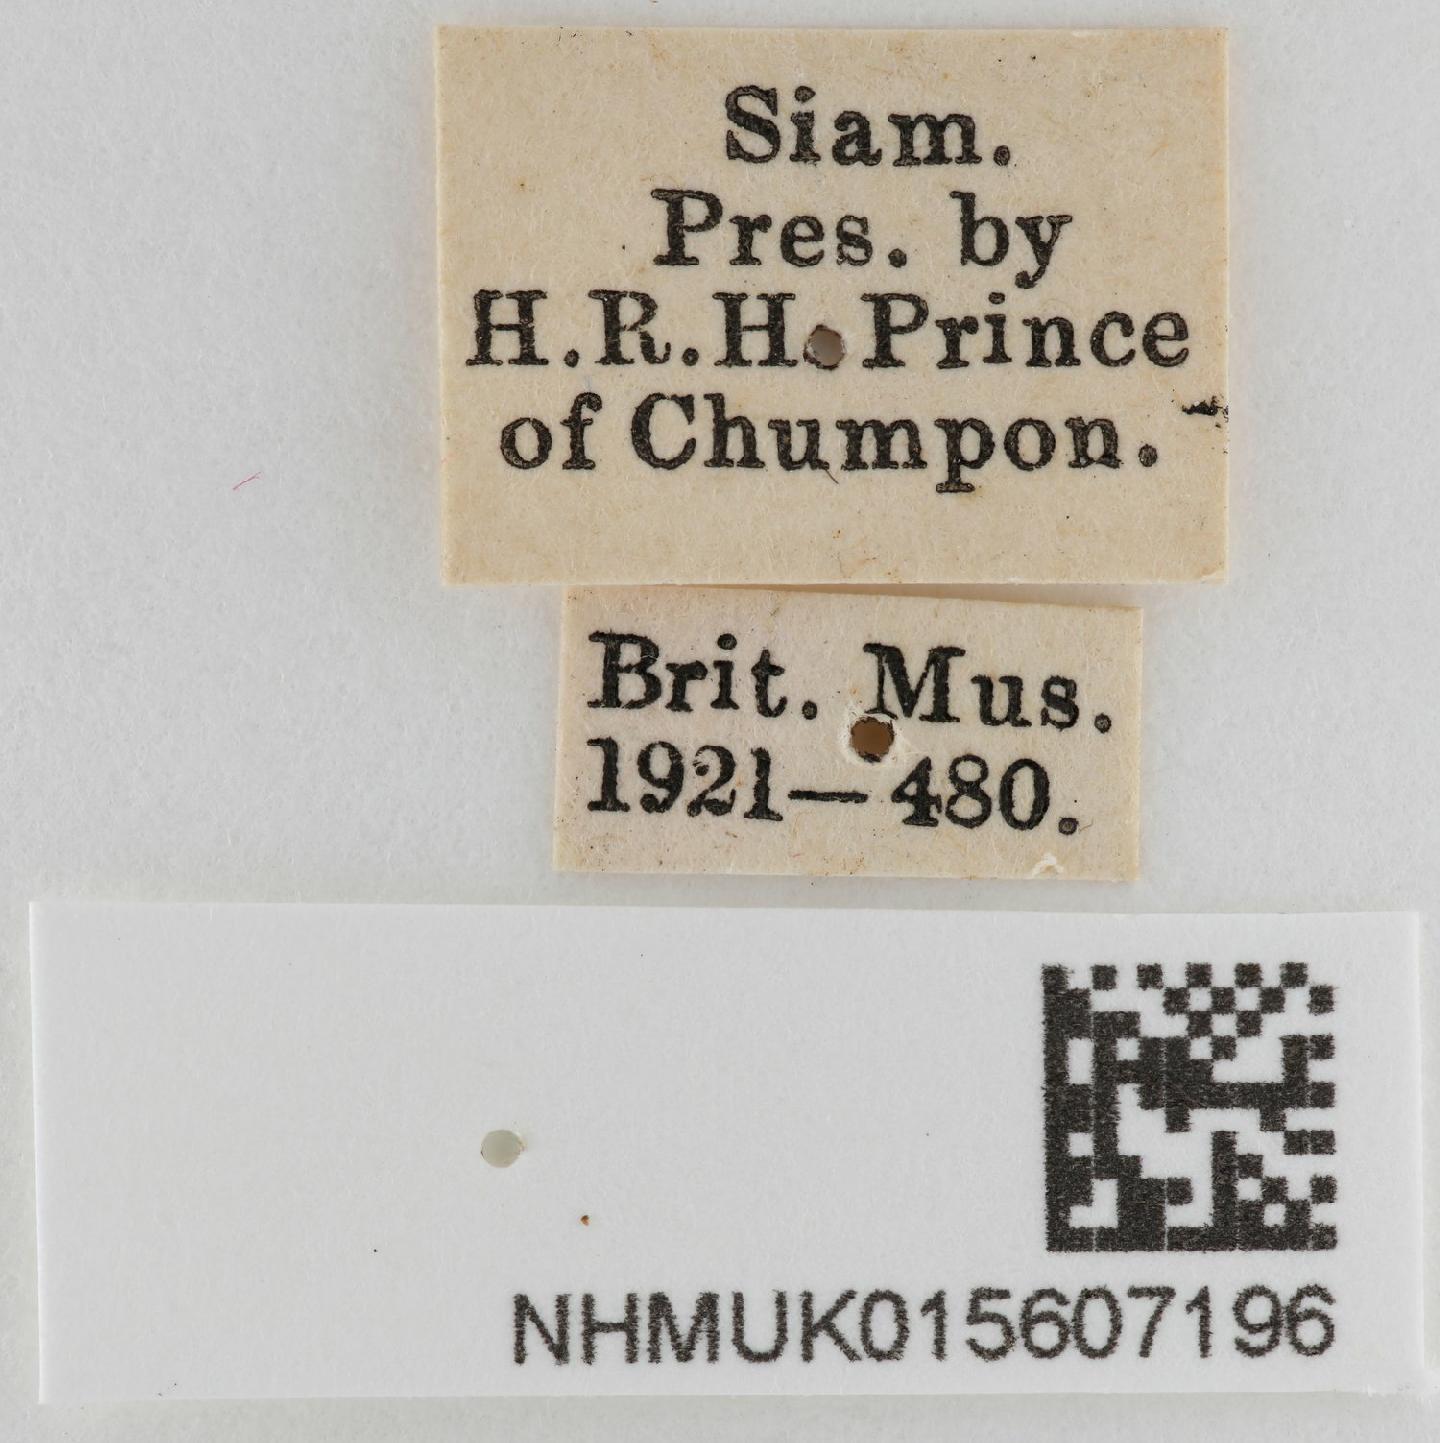 Siam.
Pres. by
H.R.H. Prince
of Chumpon.
Brit. Mus.
1921—480.
NHMUK015607196